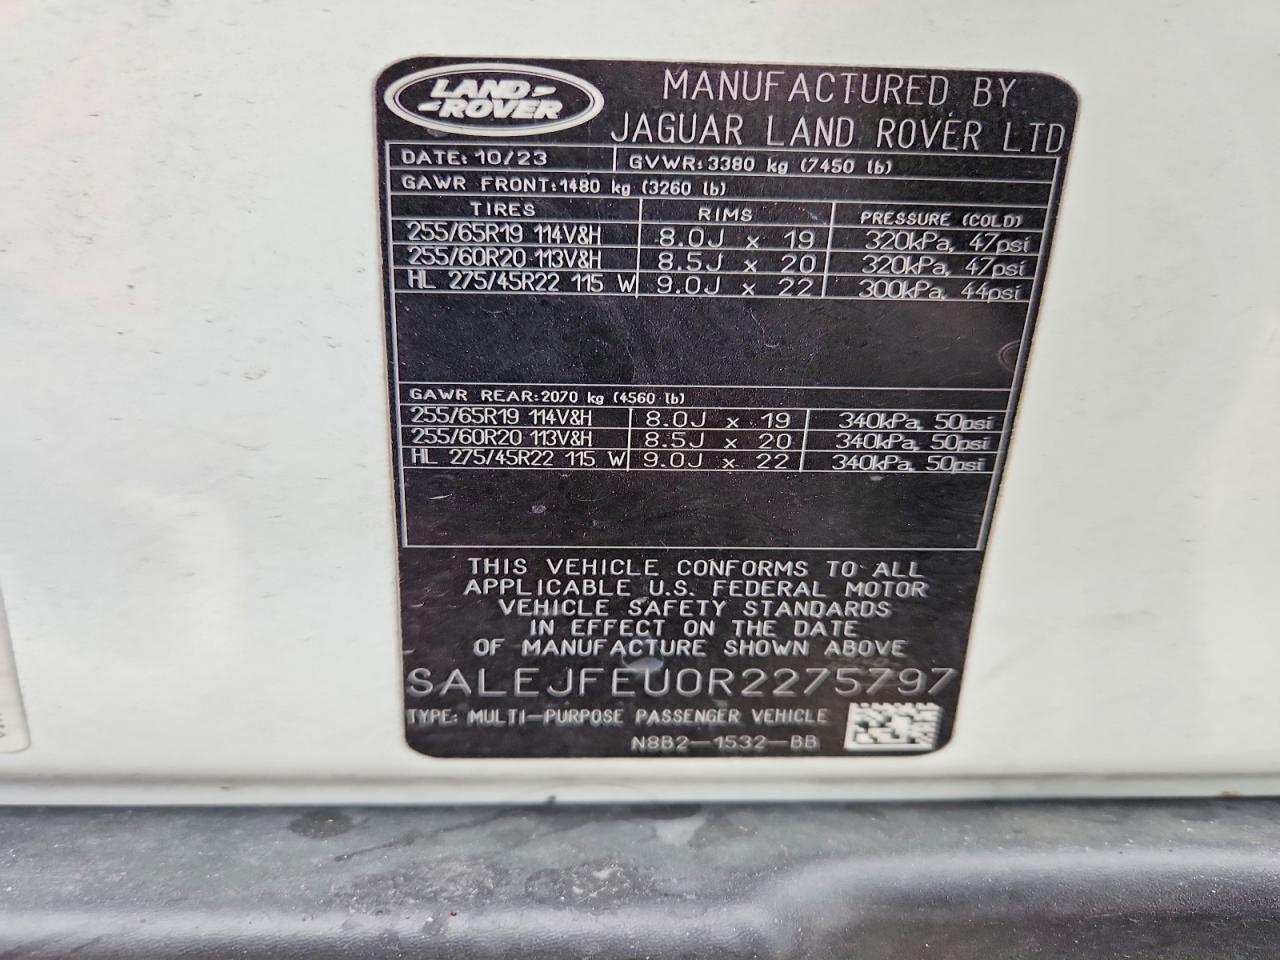 LAND ROVER
MANUFACTURED BY
JAGUAR LAND ROVER LTD
DATE: 10/23 GVWR: 3380 kg (7450 lb)
GAWR FRONT: 1480 kg (3260 lb)
TIRES RIMS PRESSURE (COLD)
255/65R19 114V&H 8.0J x 19 320kPa, 47psi
255/60R20 113V&H 8.5J x 20 320kPa, 47psi
HL 275/45R22 115 W 9.0J x 22 300kPa, 44psi
GAWR REAR: 2070 kg (4560 lb)
255/65R19 114V&H 8.0J x 19 340kPa, 50psi
255/60R20 113V&H 8.5J x 20 340kPa, 50psi
HL 275/45R22 115 W 9.0J x 22 340kPa, 50psi
THIS VEHICLE CONFORMS TO ALL
APPLICABLE U.S. FEDERAL MOTOR
VEHICLE SAFETY STANDARDS
IN EFFECT ON THE DATE
OF MANUFACTURE SHOWN ABOVE
SALEJFEU0R2275797
TYPE: MULTI-PURPOSE PASSENGER VEHICLE
N8B2-1532-BB